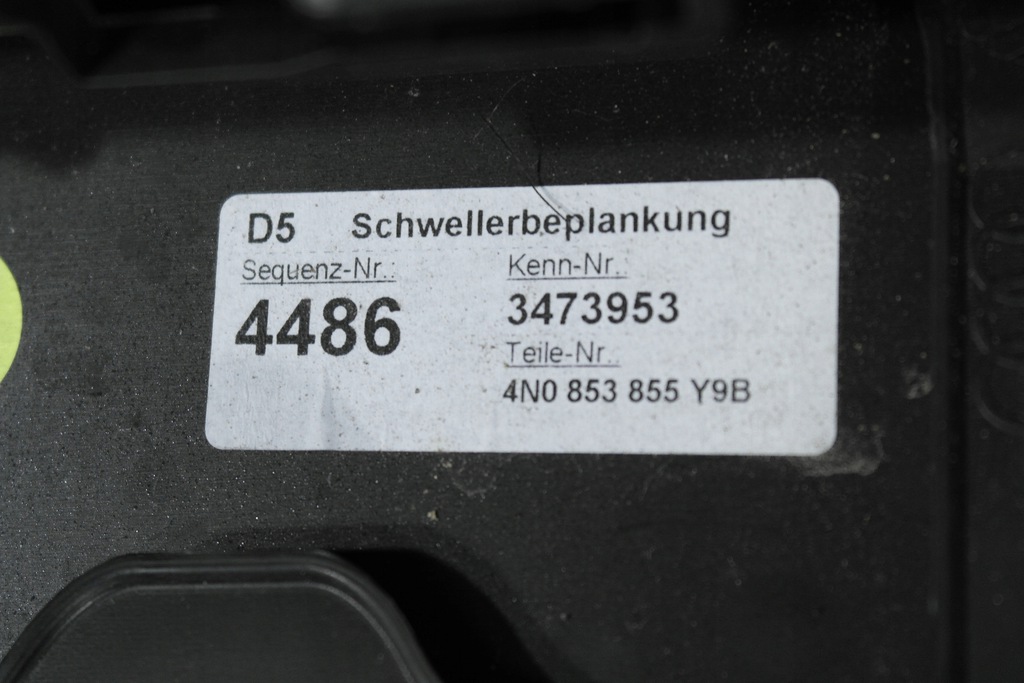 D5 Schwellerbeplankung
Sequenz-Nr.: Kenn-Nr.:
4486 3473953
Teile-Nr.:
4N0 853 855 Y9B